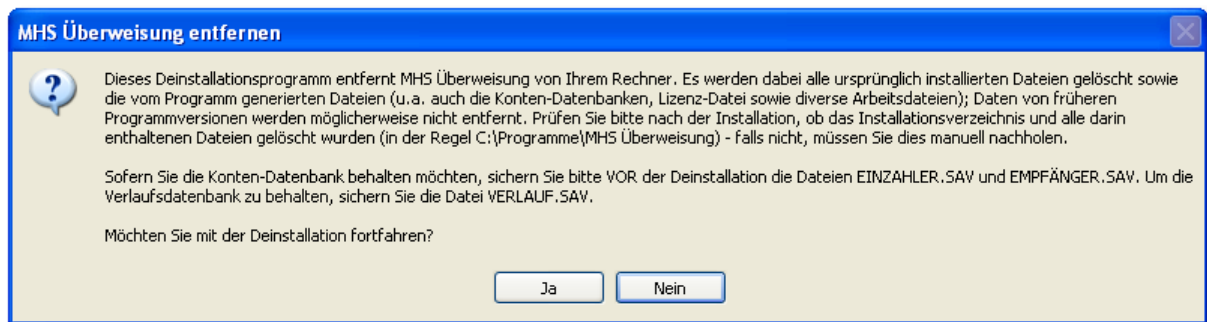 MHS Überweisung entfernen
Dieses Deinstallationsprogramm entfernt MHS Überweisung von Ihrem Rechner. Es werden dabei alle ursprünglich installierten Dateien gelöscht sowie
die vom Programm generierten Dateien (u.a. auch die Konten-Datenbanken, Lizenz-Datei sowie diverse Arbeitsdateien); Daten von früheren
Programmversionen werden möglicherweise nicht entfernt. Prüfen Sie bitte nach der Installation, ob das Installationsverzeichnis und alle darin
enthaltenen Dateien gelöscht wurden (in der Regel C:\Programme\MHS Überweisung) - falls nicht, müssen Sie dies manuell nachholen.
Sofern Sie die Konten-Datenbank behalten möchten, sichern Sie bitte VOR der Deinstallation die Dateien EINZAHLER.SAV und EMPFÄNGER.SAV. Um die
Verlaufsdatenbank zu behalten, sichern Sie die Datei VERLAUF.SAV.
Möchten Sie mit der Deinstallation fortfahren?
Ja
Nein